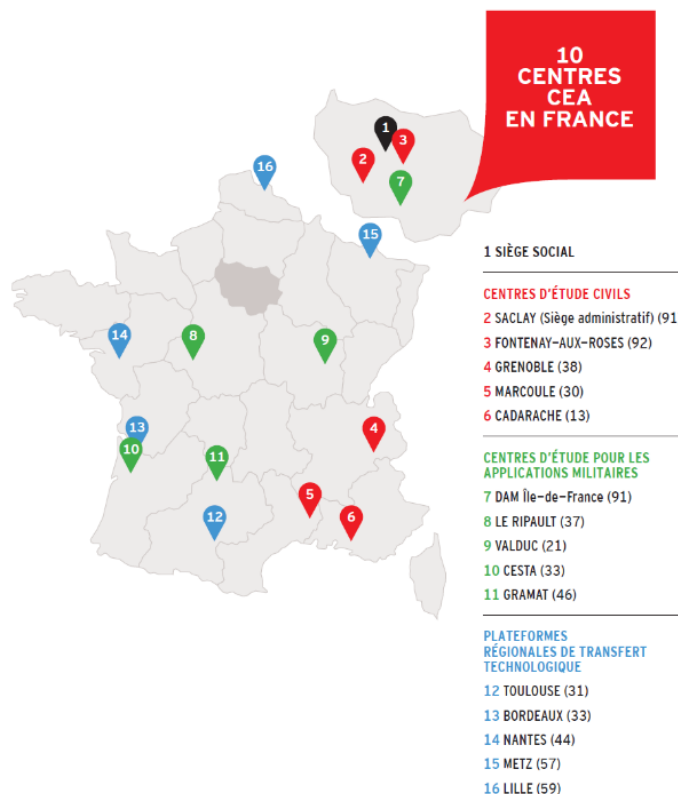 10
CENTRES
CEA
EN FRANCE
1
3
2
7
16
15
14
8
9
13
10
11
4
5
6
12
1 SIÈGE SOCIAL
CENTRES D'ÉTUDE CIVILS
2 SACLAY (Siège administratif) (91
3 FONTENAY-AUX-ROSES (92)
4 GRENOBLE (38)
5 MARCOULE (30)
6 CADARACHE (13)
CENTRES D'ÉTUDE POUR LES
APPLICATIONS MILITAIRES
7 DAM Île-de-France (91)
8 LE RIPAULT (37)
9 VALDUC (21)
10 CESTA (33)
11 GRAMAT (46)
PLATEFORMES
RÉGIONALES DE TRANSFERT
TECHNOLOGIQUE
12 TOULOUSE (31)
13 BORDEAUX (33)
14 NANTES (44)
15 METZ (57)
16 LILLE (59)